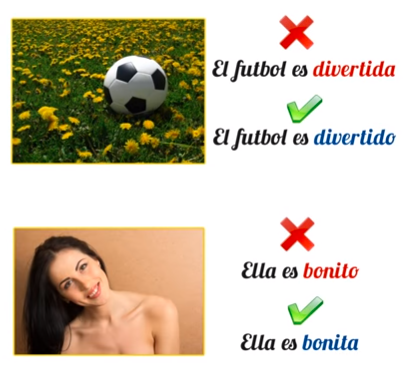 El futbol es divertida
El futbol es divertido
Ella es bonito
Ella es bonita